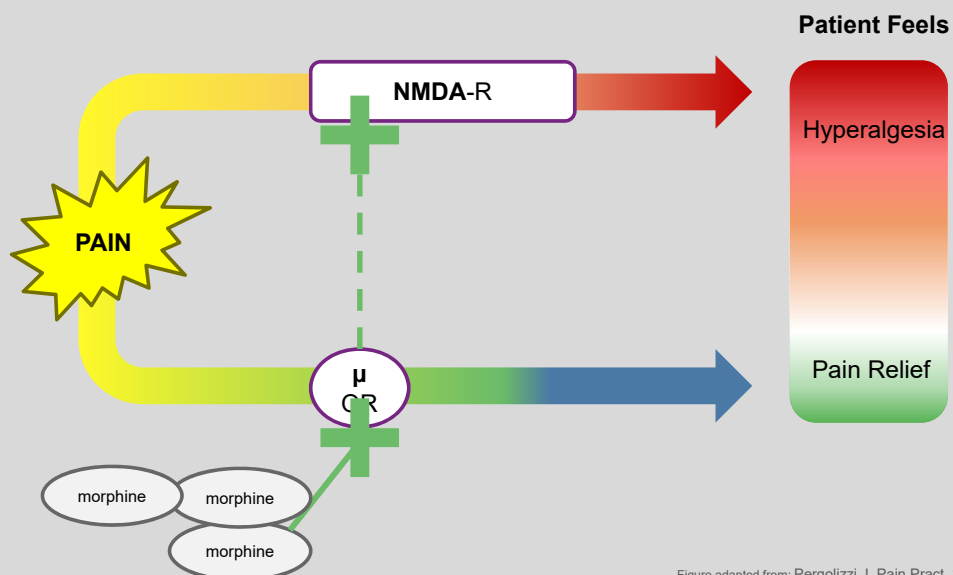 Patient Feels
NMDA-R
Hyperalgesia
PAIN
Pain Relief
µ
OR
morphine
morphine
morphine
Figure adapted from: Pergolizzi J Pain Pract